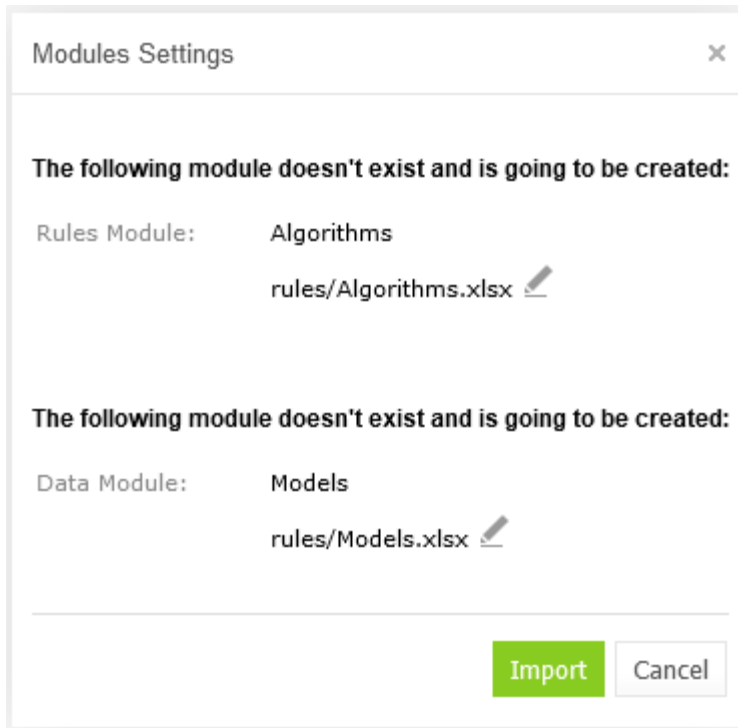 Modules Settings
The following module doesn't exist and is going to be created:
Rules Module: Algorithms
rules/Algorithms.xlsx
The following module doesn't exist and is going to be created:
Data Module: Models
rules/Models.xlsx
Import Cancel